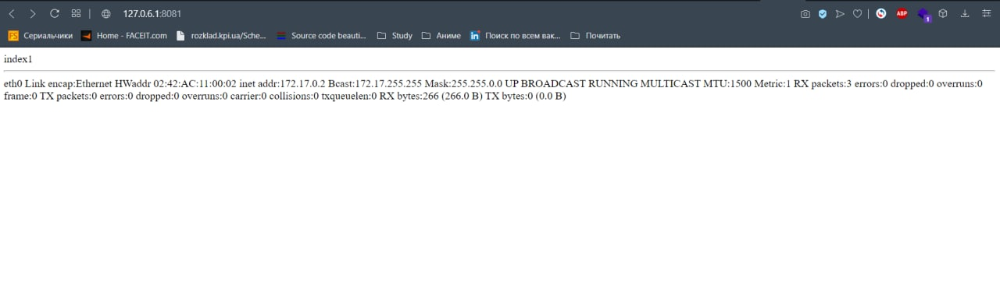 127.0.6.1:8081
ABP
1
FS Сериальчики Home - FACEIT.com rozklad.kpi.ua/Sche... Source code beauti... Study Аниме in Поиск по всем вак... Почитать
index1
eth0 Link encap:Ethernet HWaddr 02:42:AC:11:00:02 inet addr:172.17.0.2 Bcast:172.17.255.255 Mask:255.255.0.0 UP BROADCAST RUNNING MULTICAST MTU:1500 Metric:1 RX packets:3 errors:0 dropped:0 overruns:0
frame:0 TX packets:0 errors:0 dropped:0 overruns:0 carrier:0 collisions:0 txqueuelen:0 RX bytes:266 (266.0 B) TX bytes:0 (0.0 B)